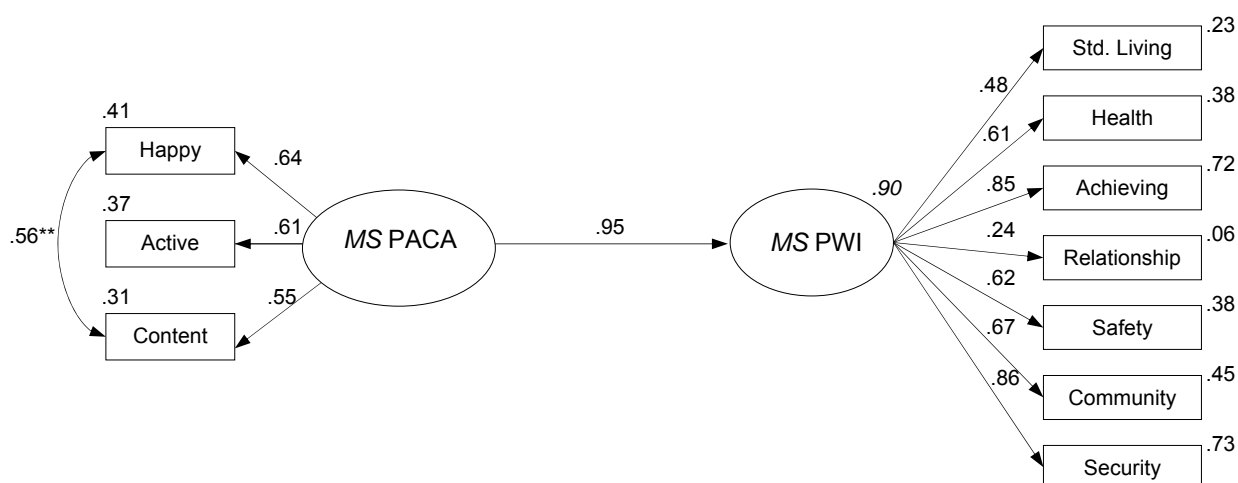 .23
Std. Living
.48
.38
.41
Health
Happy
.61
.64
.72
.85
Achieving
.90
.37
Active
.61
MS PACA
.95
MS PWI
.24
.06
Relationship
.56**
.62
.31
.55
.38
Content
Safety
.67
.86
.45
Community
.73
Security